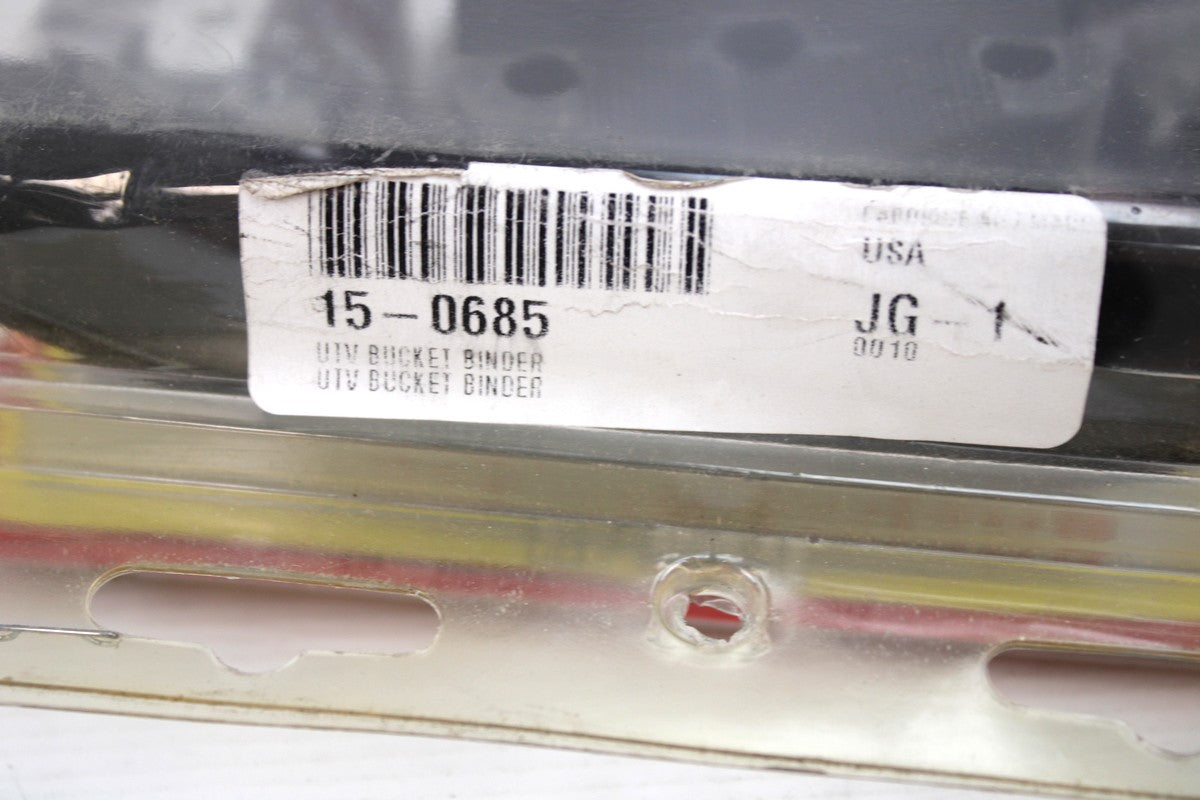 15-0685
UTV BUCKET BINDER
UTV BUCKET BINDER
USA
JG-1
0010